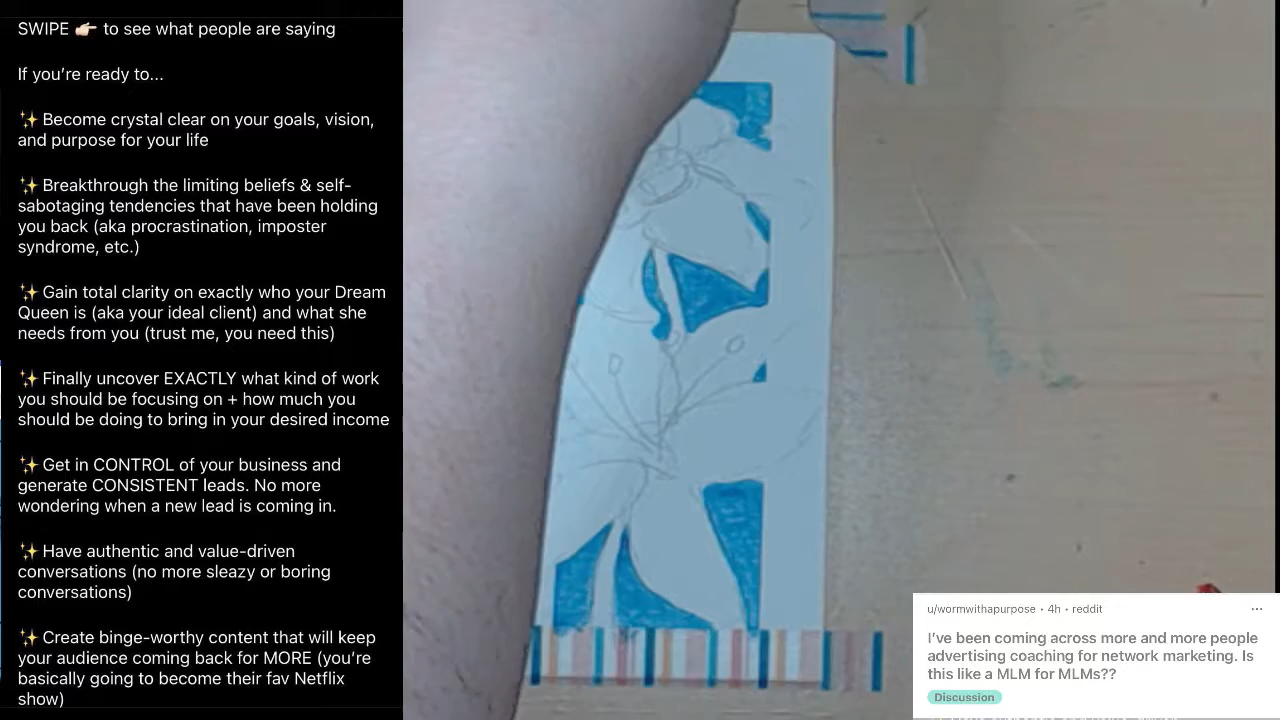 SWIPE 👉🏻 to see what people are saying
If you're ready to...
✨ Become crystal clear on your goals, vision,
and purpose for your life
✨ Breakthrough the limiting beliefs & self-
sabotaging tendencies that have been holding
you back (aka procrastination, imposter
syndrome, etc.)
✨ Gain total clarity on exactly who your Dream
Queen is (aka your ideal client) and what she
needs from you (trust me, you need this)
✨ Finally uncover EXACTLY what kind of work
you should be focusing on + how much you
should be doing to bring in your desired income
✨ Get in CONTROL of your business and
generate CONSISTENT leads. No more
wondering when a new lead is coming in.
✨ Have authentic and value-driven
conversations (no more sleazy or boring
conversations)
✨ Create binge-worthy content that will keep
your audience coming back for MORE (you're
basically going to become their fav Netflix
show)
u/wormwithapurpose • 4h • reddit
I've been coming across more and more people
advertising coaching for network marketing. Is
this like a MLM for MLMs??
Discussion